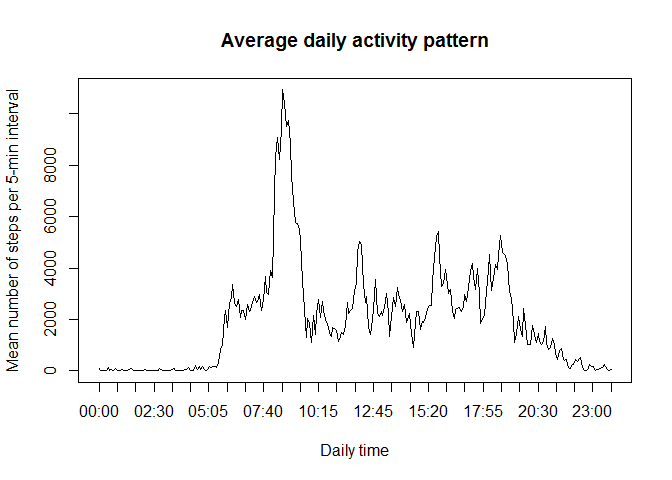 Average daily activity pattern
Mean number of steps per 5-min interval
8000
6000
4000
2000
0
00:00 02:30 05:05 07:40 10:15 12:45 15:20 17:55 20:30 23:00
Daily time